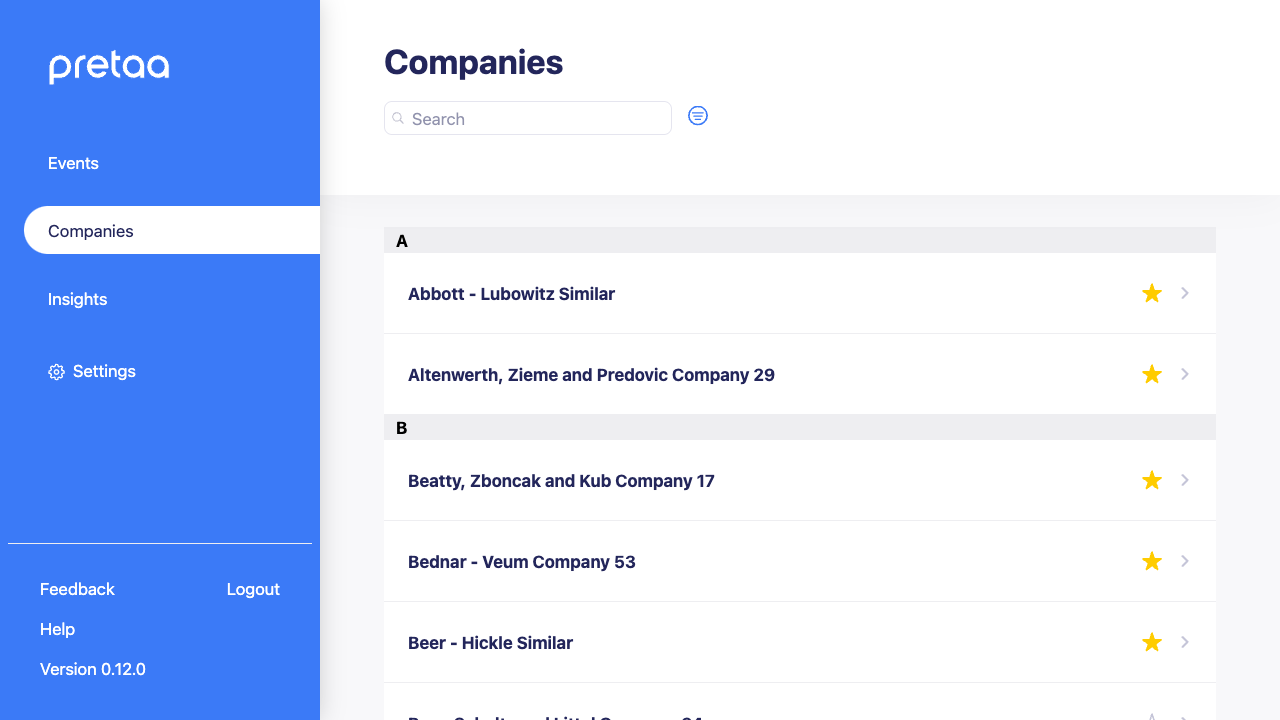 pretaa
Events
Companies
Insights
Settings
Feedback
Logout
Help
Version 0.12.0
Companies
Search
A
Abbott - Lubowitz Similar
Altenwerth, Zieme and Predovic Company 29
B
Beatty, Zboncak and Kub Company 17
Bednar - Veum Company 53
Beer - Hickle Similar